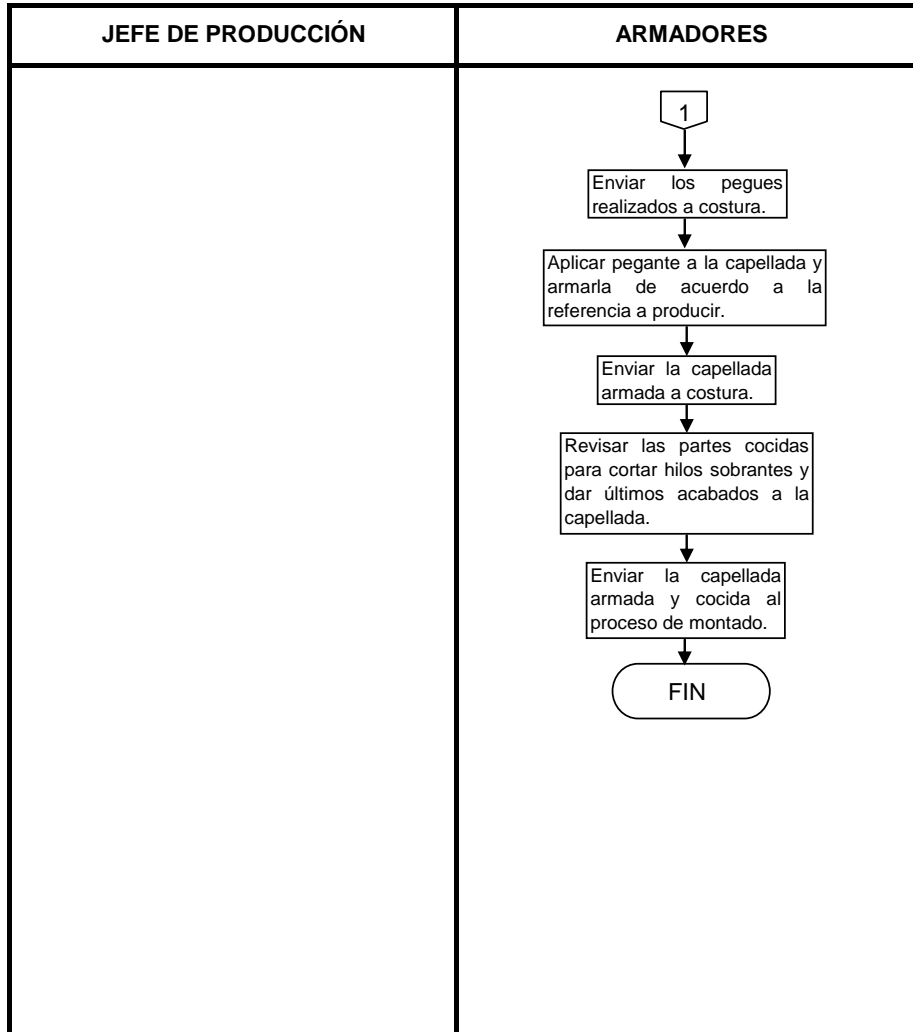 JEFE DE PRODUCCIÓN
ARMADORES
1
Enviar los pegues
realizados a costura.
Aplicar pegante a la capellada y
armarla de acuerdo a la
referencia a producir.
Enviar la capellada
armada a costura.
Revisar las partes cocidas
para cortar hilos sobrantes y
dar últimos acabados a la
capellada.
Enviar la capellada
armada y cocida al
proceso de montado.
FIN